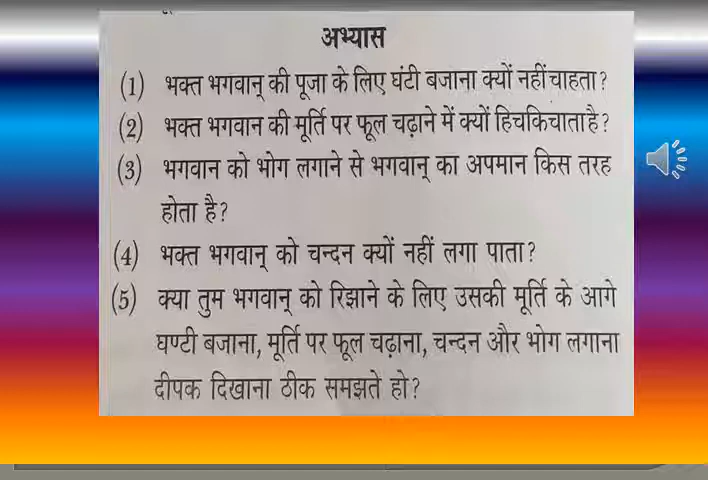 अभ्यास
(1) भक्त भगवान् की पूजा के लिए घंटी बजाना क्यों नहीं चाहता?
(2) भक्त भगवान की मूर्ति पर फूल चढ़ाने में क्यों हिचकिचाता है?
(3) भगवान को भोग लगाने से भगवान् का अपमान किस तरह
होता है?
(4) भक्त भगवान् को चन्दन क्यों नहीं लगा पाता?
(5) क्या तुम भगवान् को रिझाने के लिए उसकी मूर्ति के आगे
घण्टी बजाना, मूर्ति पर फूल चढ़ाना, चन्दन और भोग लगाना
दीपक दिखाना ठीक समझते हो?